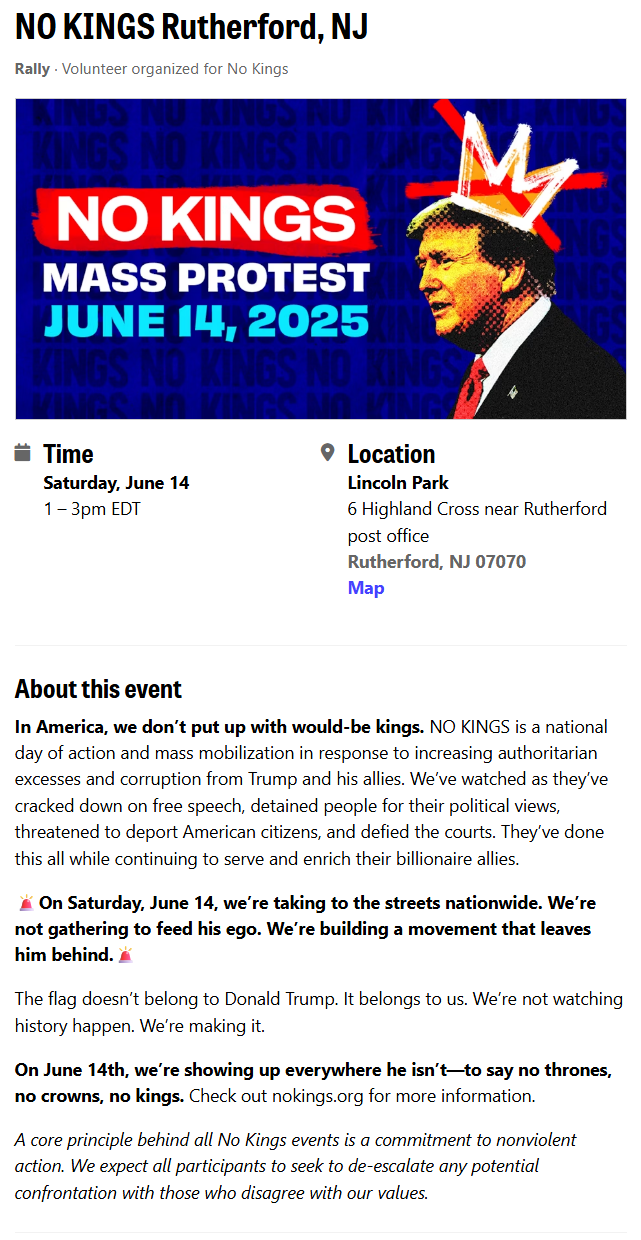 NO KINGS Rutherford, NJ
Rally · Volunteer organized for No Kings
NO KINGS
MASS PROTEST
JUNE 14, 2025
Time
Saturday, June 14
1 – 3pm EDT
Location
Lincoln Park
6 Highland Cross near Rutherford
post office
Rutherford, NJ 07070
Map
About this event
In America, we don’t put up with would-be kings. NO KINGS is a national
day of action and mass mobilization in response to increasing authoritarian
excesses and corruption from Trump and his allies. We’ve watched as they’ve
cracked down on free speech, detained people for their political views,
threatened to deport American citizens, and defied the courts. They’ve done
this all while continuing to serve and enrich their billionaire allies.
🚨On Saturday, June 14, we’re taking to the streets nationwide. We’re
not gathering to feed his ego. We’re building a movement that leaves
him behind.🚨
The flag doesn’t belong to Donald Trump. It belongs to us. We’re not watching
history happen. We’re making it.
On June 14th, we’re showing up everywhere he isn’t—to say no thrones,
no crowns, no kings. Check out nokings.org for more information.
A core principle behind all No Kings events is a commitment to nonviolent
action. We expect all participants to seek to de-escalate any potential
confrontation with those who disagree with our values.